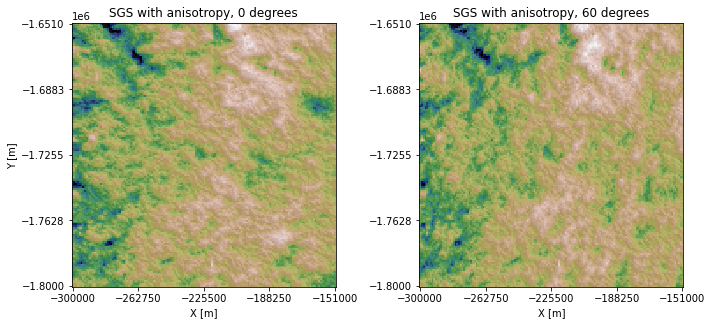 SGS with anisotropy, 0 degrees
1e6
−1.6510
−1.6883
−1.7255
−1.7628
−1.8000
Y [m]
−300000 −262750 −225500 −188250 −151000
X [m]
SGS with anisotropy, 60 degrees
1e6
−1.6510
−1.6883
−1.7255
−1.7628
−1.8000
−300000 −262750 −225500 −188250 −151000
X [m]